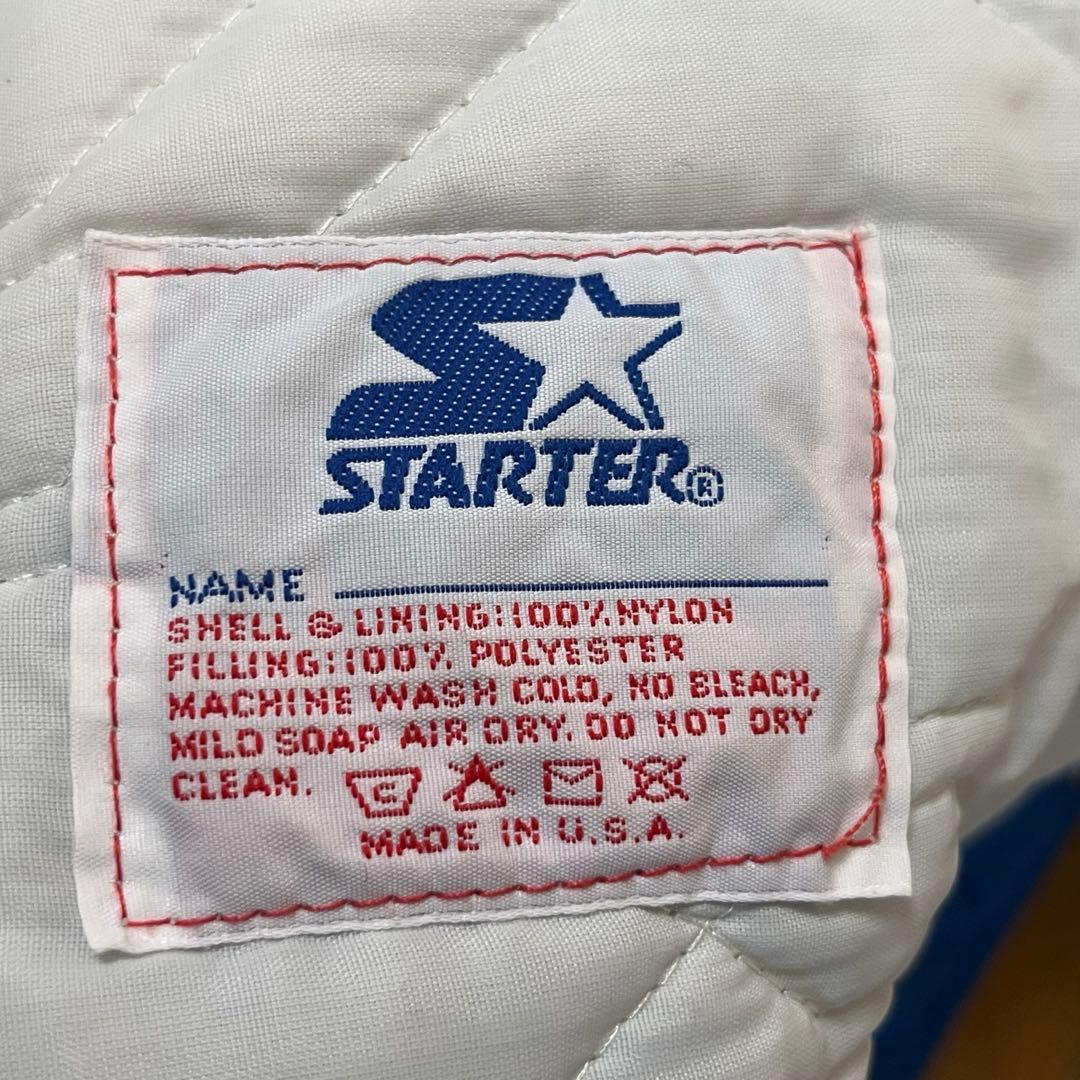 STARTER®
NAME
SHELL & LINING:100% NYLON
FILLING:100% POLYESTER
MACHINE WASH COLD, NO BLEACH,
MILD SOAP AIR DRY. DO NOT DRY
CLEAN. C
MADE IN U.S.A.